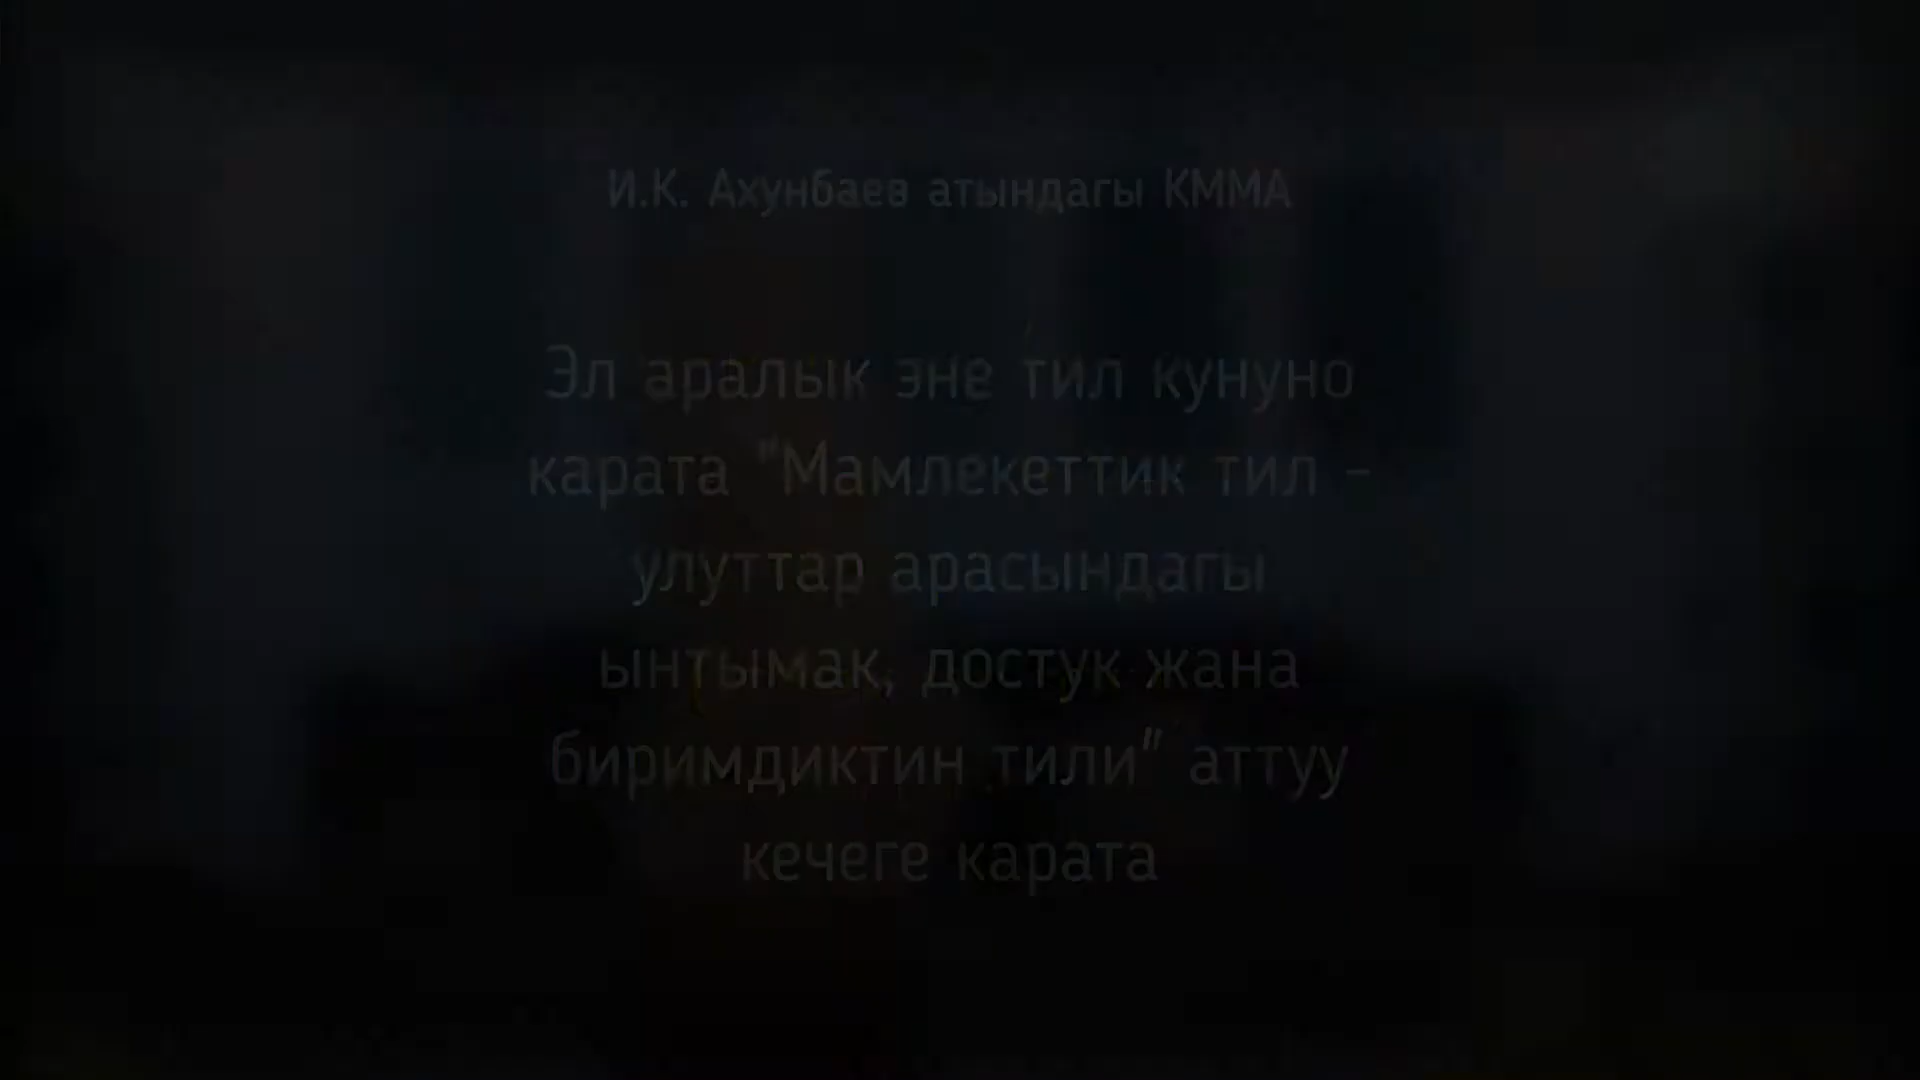 И.К. Ахунбаев атындагы КММА
Эл аралык эне тил кунуно
карата "Мамлекеттик тил -
улуттар арасындагы
ынтымак, достук жана
биримдиктин тили" аттуу
кечеге карата